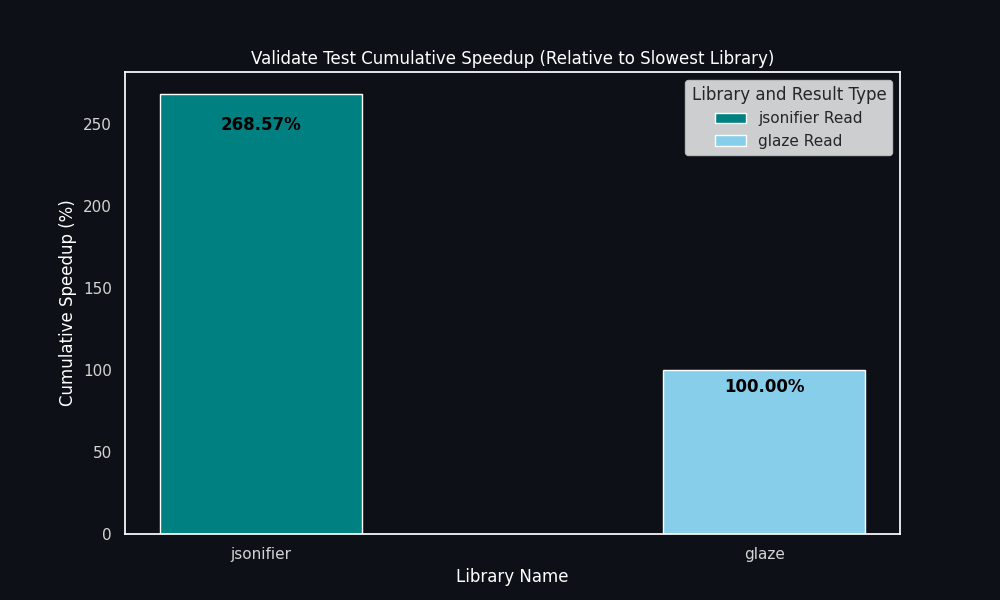 Validate Test Cumulative Speedup (Relative to Slowest Library)
Library and Result Type
jsonifier Read
glaze Read
268.57%
100.00%
Cumulative Speedup (%)
250
200
150
100
50
0
jsonifier
glaze
Library Name